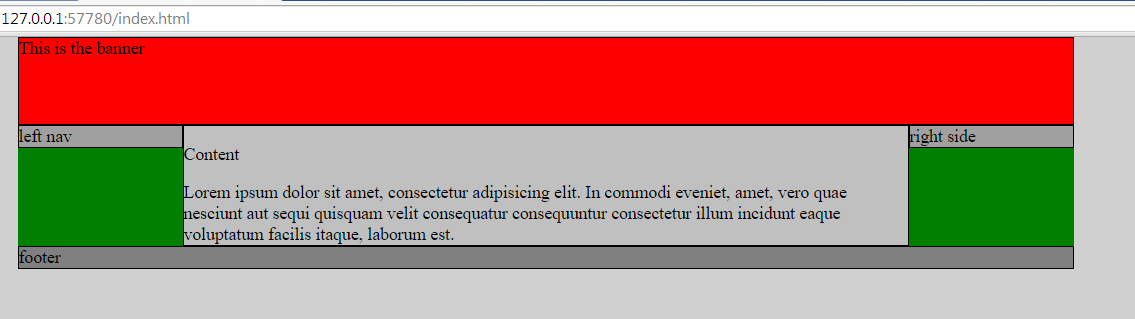 127.0.0.1:57780/index.html
This is the banner
left nav
Content
right side
Lorem ipsum dolor sit amet, consectetur adipisicing elit. In commodi eveniet, amet, vero quae
nesciunt aut sequi quisquam velit consequatur consequuntur consectetur illum incidunt eaque
voluptatum facilis itaque, laborum est.
footer